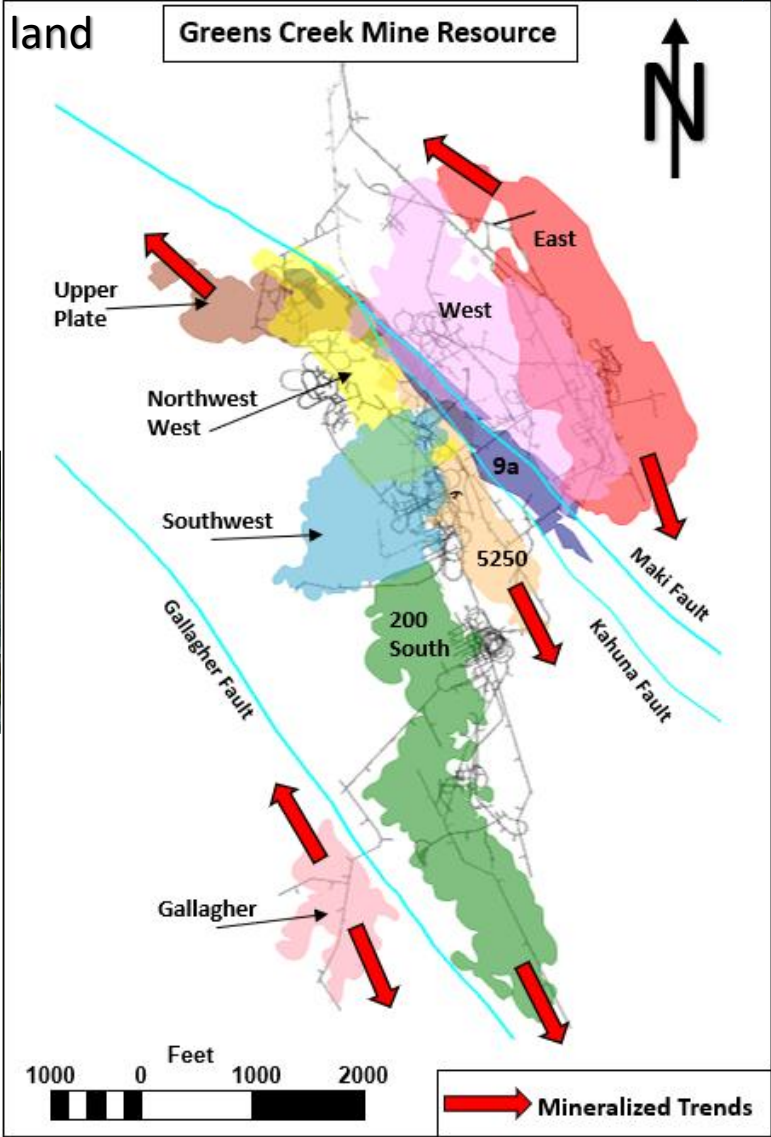 land
Greens Creek Mine Resource
N
East
Upper
Plate
West
Northwest
West
9a
Southwest
5250
Maki Fault
200
South
Gallagher Fault
Kahuna Fault
Gallagher
Feet
1000 0 1000 2000
Mineralized Trends